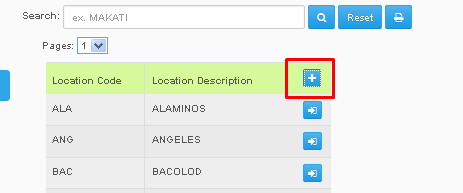 Search: ex. MAKATI Reset
Pages: 1
Location Code Location Description
ALA ALAMINOS
ANG ANGELES
BAC BACOLOD